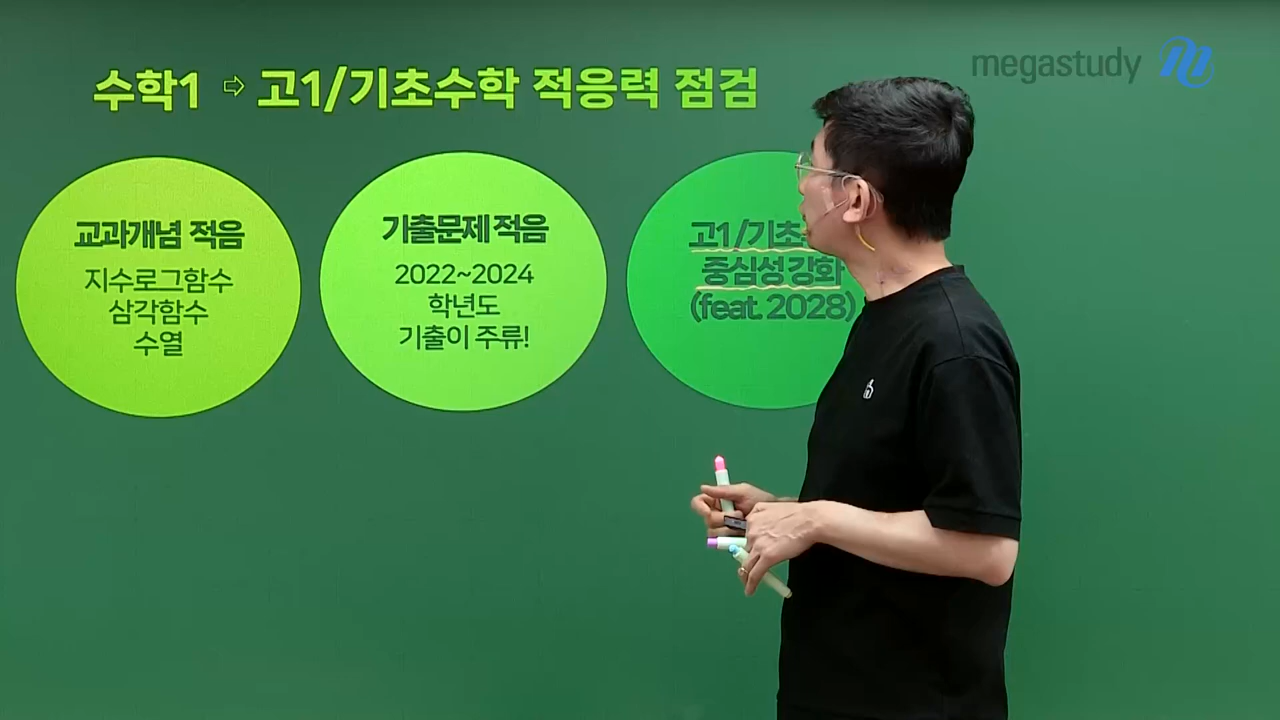 megastudy
수학1 ⇨ 고1/기초수학 적응력 점검
교과개념 적음
지수로그함수
삼각함수
수열
기출문제 적음
2022~2024
학년도
기출이 주류!
고1/기초
중심성 강화
(feat. 2028)